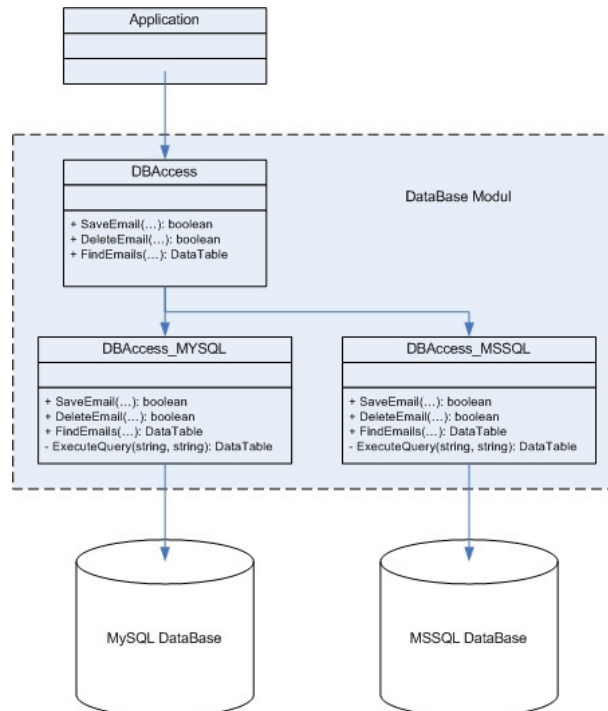 Application
DBAccess
DataBase Modul
+ SaveEmail(...): boolean
+ DeleteEmail(...): boolean
+ FindEmails(...): DataTable
DBAccess_MYSQL
+ SaveEmail(...): boolean
+ DeleteEmail(...): boolean
+ FindEmails(...): DataTable
- ExecuteQuery(string, string): DataTable
DBAccess_MSSQL
+ SaveEmail(...): boolean
+ DeleteEmail(...): boolean
+ FindEmails(...): DataTable
- ExecuteQuery(string, string): DataTable
MySQL DataBase
MSSQL DataBase